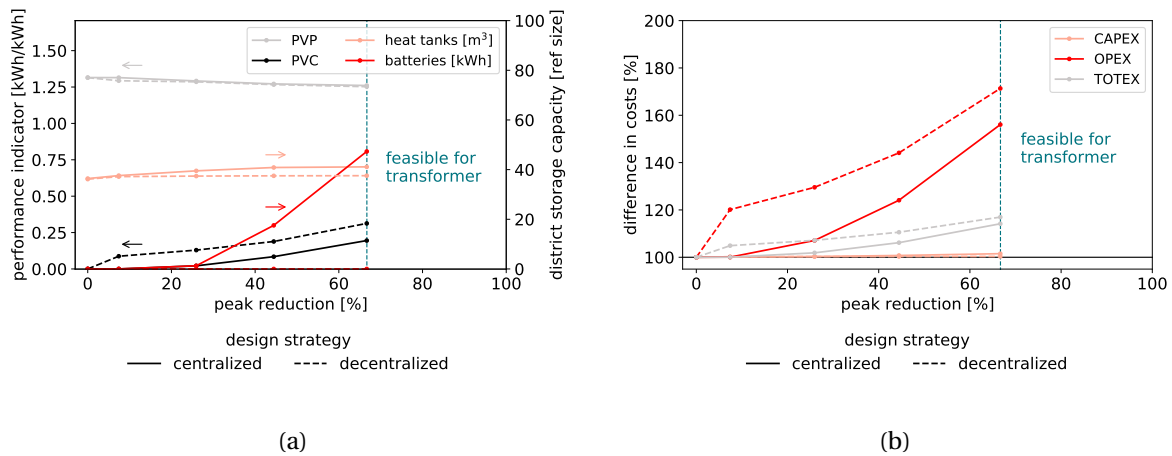 performance indicator [kWh/kWh]
1.50
1.25
1.00
0.75
0.50
0.25
0.00
PVP
PVC
heat tanks [m³]
batteries [kWh]
feasible for
transformer
100
80
60
40
20
0
district storage capacity [ref size]
0 20 40 60 80 100
peak reduction [%]
design strategy
centralized decentralized
(a)
difference in costs [%]
200
180
160
140
120
100
CAPEX
OPEX
TOTEX
feasible for
transformer
0 20 40 60 80 100
peak reduction [%]
design strategy
centralized decentralized
(b)